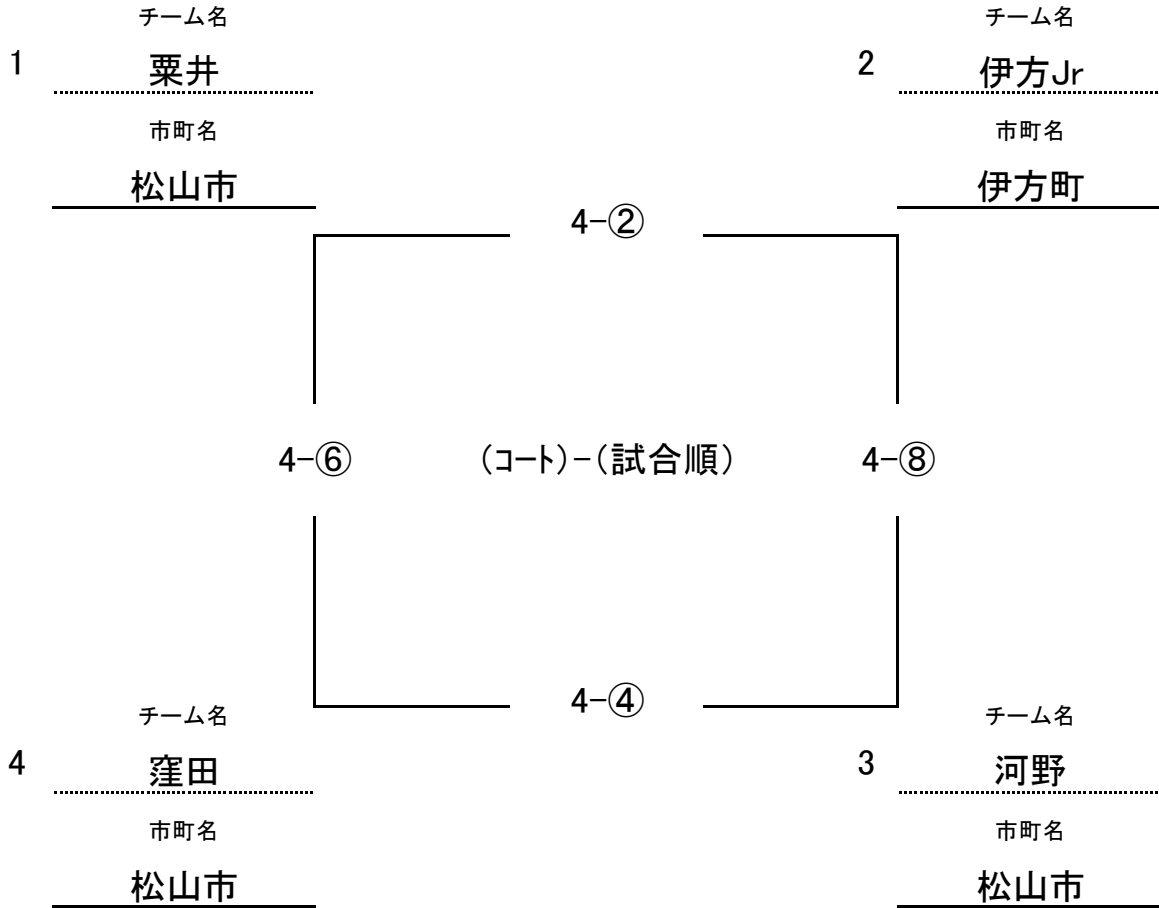 チーム名 チーム名
1 粟井 2 伊方Jr
市町名 市町名
松山市 伊方町
4-②
4-⑥ (コート)-(試合順) 4-⑧
4-④
チーム名 チーム名
4 窪田 3 河野
市町名 市町名
松山市 松山市